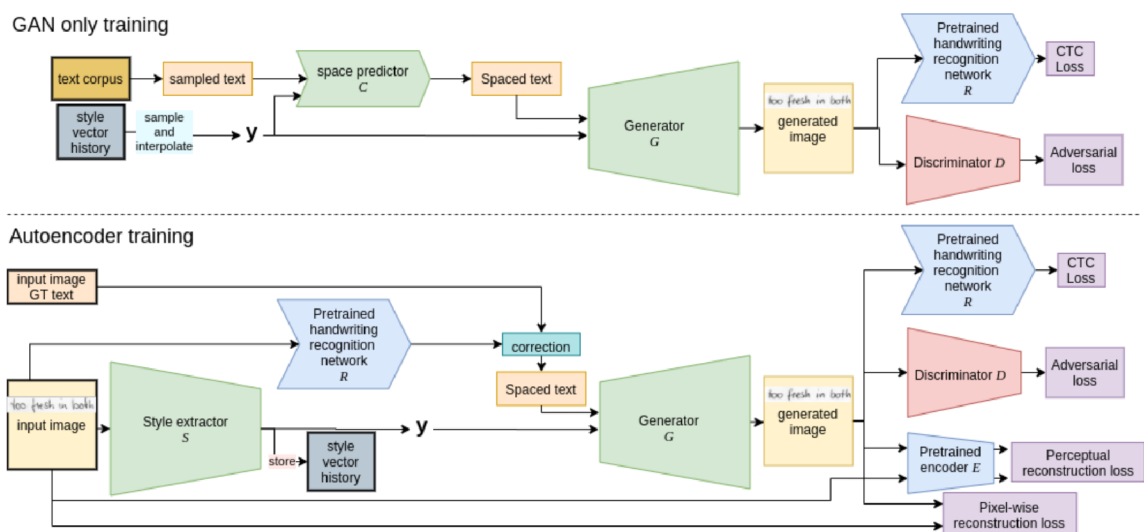 GAN only training
text corpus
sampled text
space predictor
C
Spaced text
style
vector
history
sample
and
interpolate
y
Generator
G
too fresh in both
generated
image
Pretrained
handwriting
recognition
network
R
CTC
Loss
Discriminator D
Adversarial
loss
Autoencoder training
input image
GT text
Pretrained
handwriting
recognition
network
R
correction
Spaced text
too fresh in both
input image
Style extractor
S
store
style
vector
history
y
Generator
G
too fresh in both
generated
image
Pretrained
handwriting
recognition
network
R
CTC
Loss
Discriminator D
Adversarial
loss
Pretrained
encoder E
Perceptual
reconstruction loss
Pixel-wise
reconstruction loss